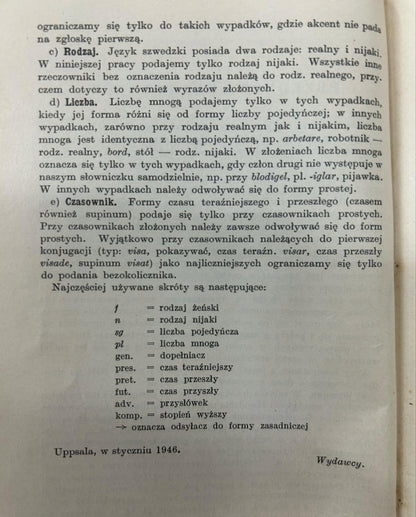 ograniczamy się tylko do takich wypadków, gdzie akcent nie pada
na zgłoskę pierwszą.
c) Rodzaj. Język szwedzki posiada dwa rodzaje: realny i nijaki.
W niniejszej pracy podajemy tylko rodzaj nijaki. Wszystkie inne
rzeczowniki bez oznaczenia rodzaju należą do rodz. realnego, przy-
czem dotyczy to również wyrazów złożonych.
d) Liczba. Liczbę mnogą podajemy tylko w tych wypadkach,
kiedy jej forma różni się od formy liczby pojedyńczej; w innych
wypadkach, zarówno przy rodzaju realnym jak i nijakim, liczba
mnoga jest identyczna z liczbą pojedyńczą, np. arbetare, robotnik —
rodz. realny, bord, stół — rodz. nijaki. W złożeniach liczba mnoga
oznacza się tylko w tych wypadkach, gdy człon drugi nie występuje w
naszym słowniczku samodzielnie, np. przy blodigel, pl. -iglar, pijawka.
W innych wypadkach należy odwoływać się do formy prostej.
e) Czasownik. Formy czasu teraźniejszego i przeszłego (czasem
również supinum) podaje się tylko przy czasownikach prostych.
Przy czasownikach złożonych należy zawsze odwoływać się do form
prostych. Wyjątkowo przy czasownikach należących do pierwszej
konjugacji (typ: visa, pokazywać, czas teraźn. visar, czas przeszły
visade, supinum visat) jako najliczniejszych ograniczamy się tylko
do podania bezokolicznika.
Najczęściej używane skróty są następujące:
f = rodzaj żeński
n = rodzaj nijaki
sg = liczba pojedyńcza
pl = liczba mnoga
gen. = dopełniacz
pres. = czas teraźniejszy
pret. = czas przeszły
fut. = czas przyszły
adv. = przysłówek
komp. = stopień wyższy
→ oznacza odsyłacz do formy zasadniczej
Uppsala, w styczniu 1946.
Wydawcy.